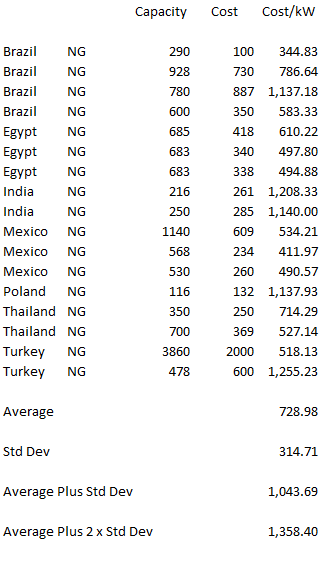 Capacity Cost Cost/kW
Brazil NG 290 100 344.83
Brazil NG 928 730 786.64
Brazil NG 780 887 1,137.18
Brazil NG 600 350 583.33
Egypt NG 685 418 610.22
Egypt NG 683 340 497.80
Egypt NG 683 338 494.88
India NG 216 261 1,208.33
India NG 250 285 1,140.00
Mexico NG 1140 609 534.21
Mexico NG 568 234 411.97
Mexico NG 530 260 490.57
Poland NG 116 132 1,137.93
Thailand NG 350 250 714.29
Thailand NG 700 369 527.14
Turkey NG 3860 2000 518.13
Turkey NG 478 600 1,255.23
Average 728.98
Std Dev 314.71
Average Plus Std Dev 1,043.69
Average Plus 2 x Std Dev 1,358.40